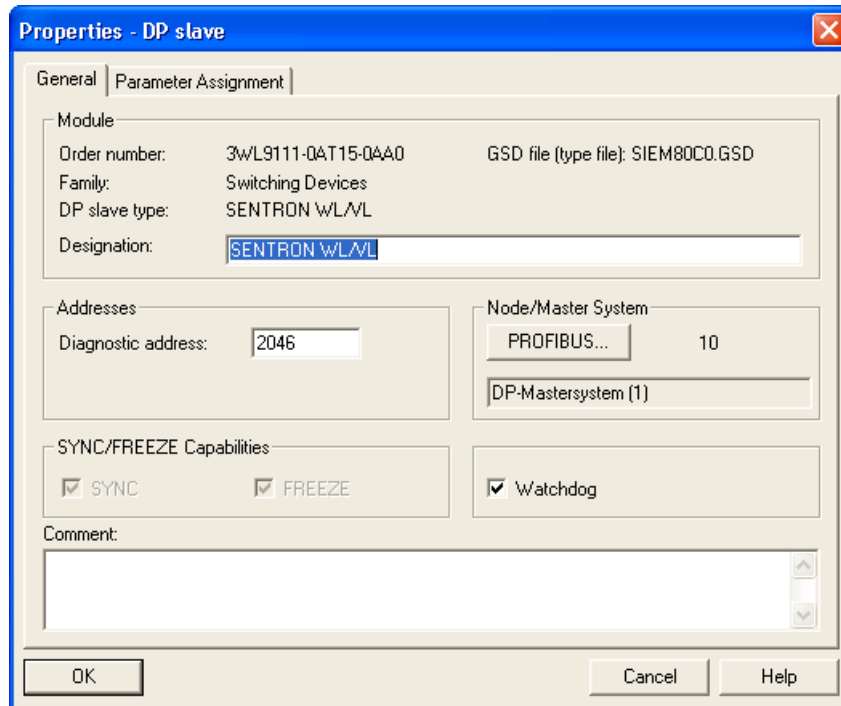 Properties - DP slave
General Parameter Assignment
Module
Order number: 3WL9111-0AT15-0AA0 GSD file (type file): SIEM80C0.GSD
Family: Switching Devices
DP slave type: SENTRON WL/VL
Designation: SENTRON WL/VL
Addresses
Diagnostic address: 2046
Node/Master System
PROFIBUS... 10
DP-Mastersystem (1)
SYNC/FREEZE Capabilities
SYNC FREEZE
Watchdog
Comment:
OK Cancel Help